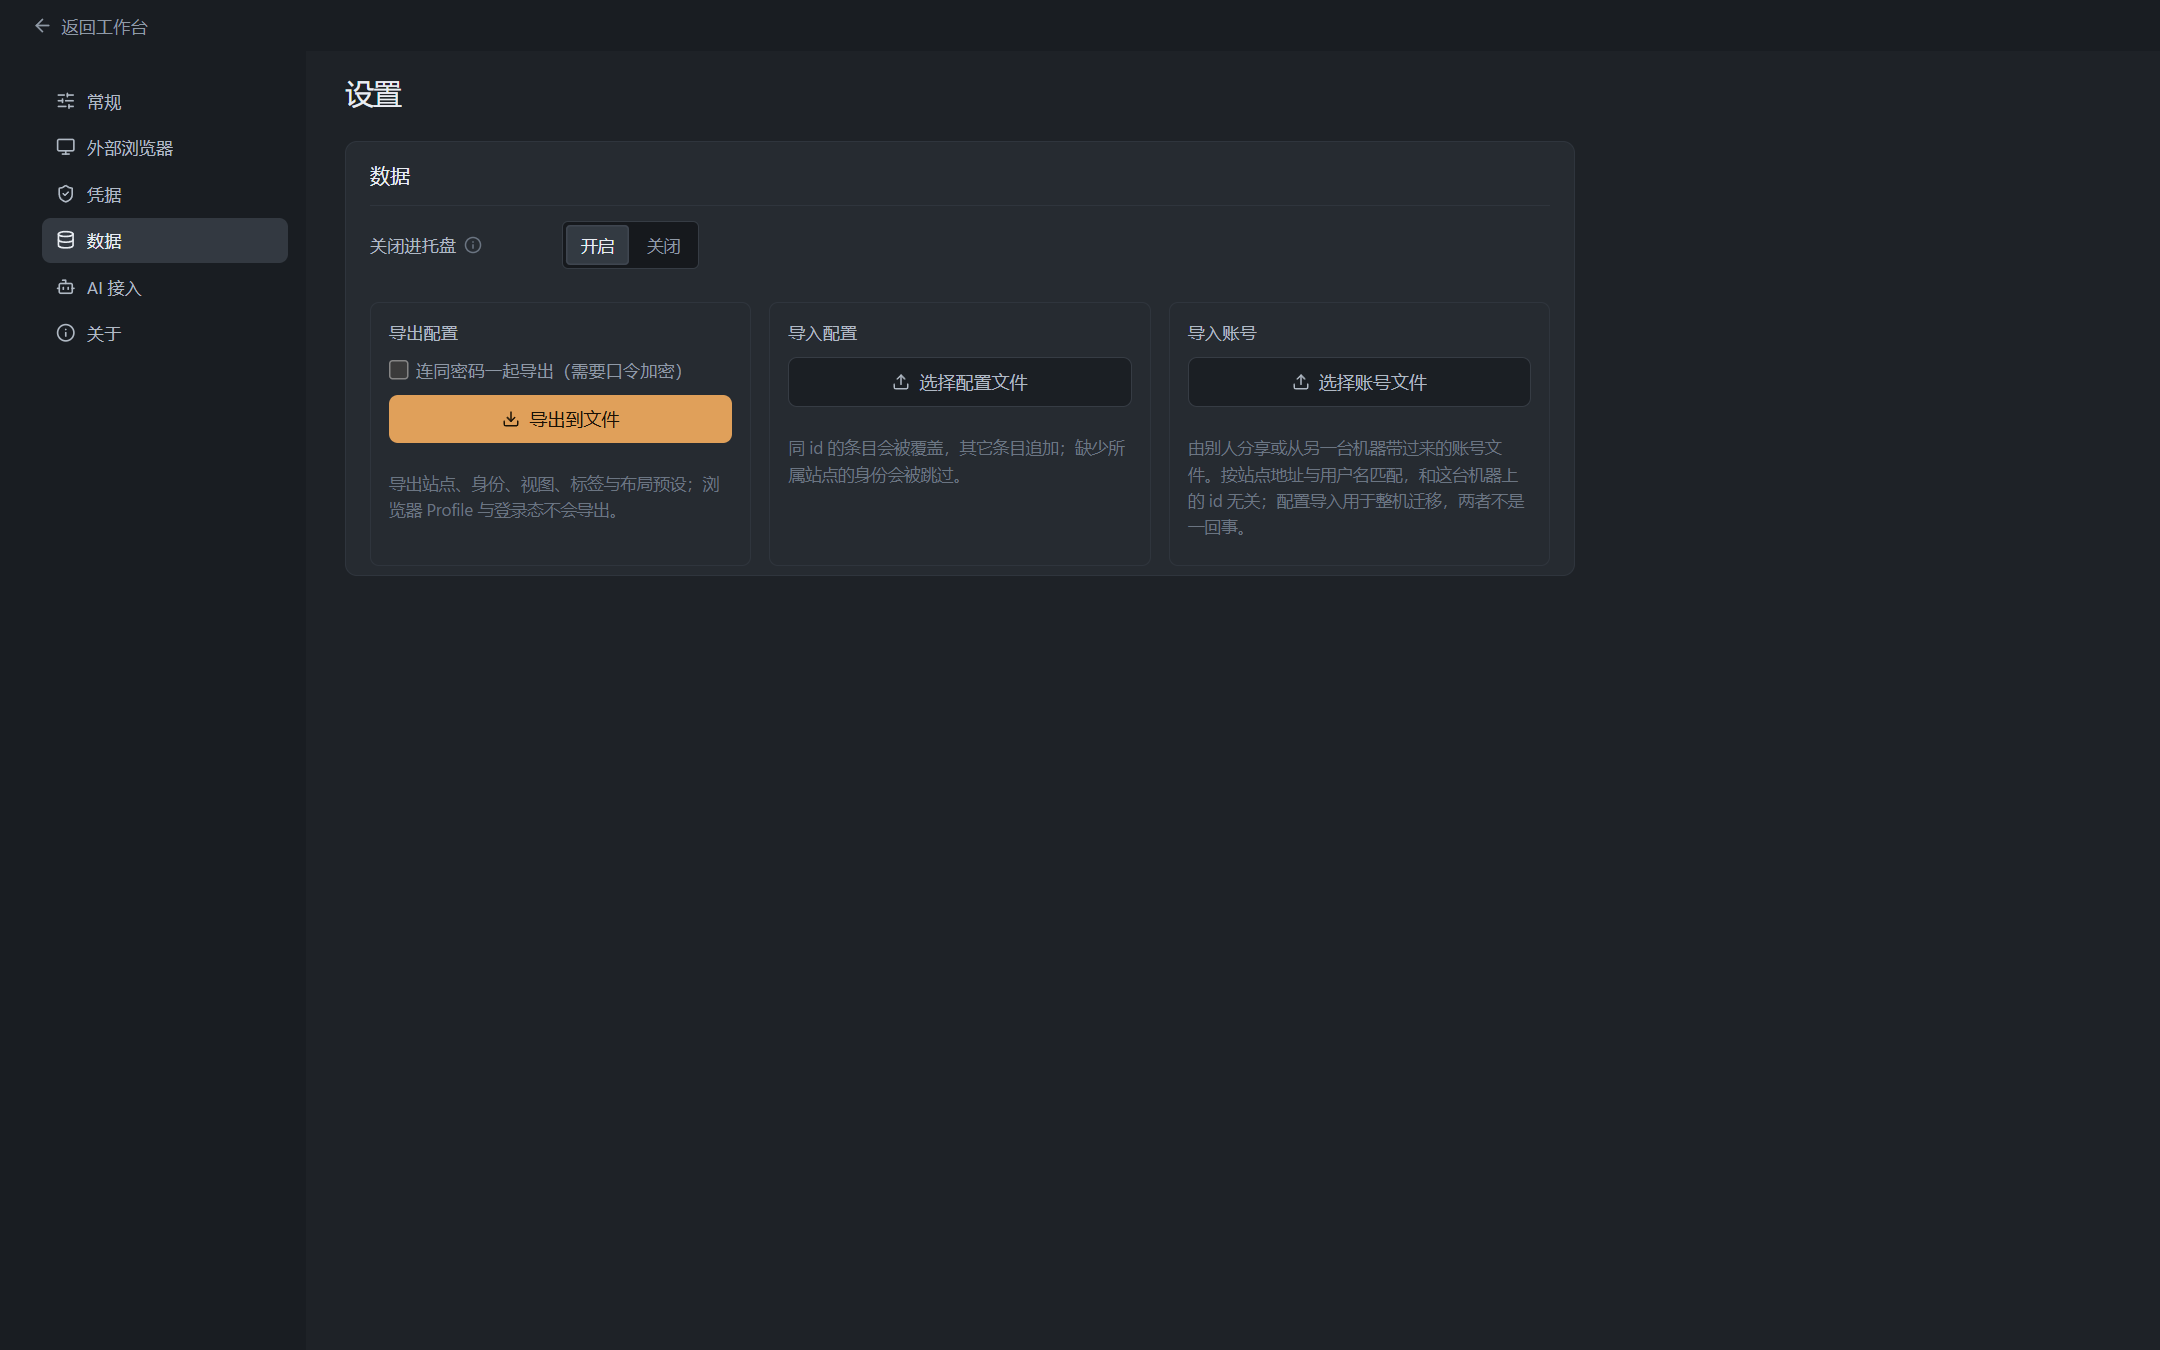 返回工作台
常规
外部浏览器
凭据
数据
AI 接入
关于
设置
数据
关闭进托盘
开启
关闭
导出配置
连同密码一起导出（需要口令加密）
导出到文件
导出站点、身份、视图、标签与布局预设；浏
览器 Profile 与登录态不会导出。
导入配置
选择配置文件
同 id 的条目会被覆盖，其它条目追加；缺少所
属站点的身份会被跳过。
导入账号
选择账号文件
由别人分享或从另一台机器带过来的账号文
件。按站点地址与用户名匹配，和这台机器上
的 id 无关；配置导入用于整机迁移，两者不是
一回事。